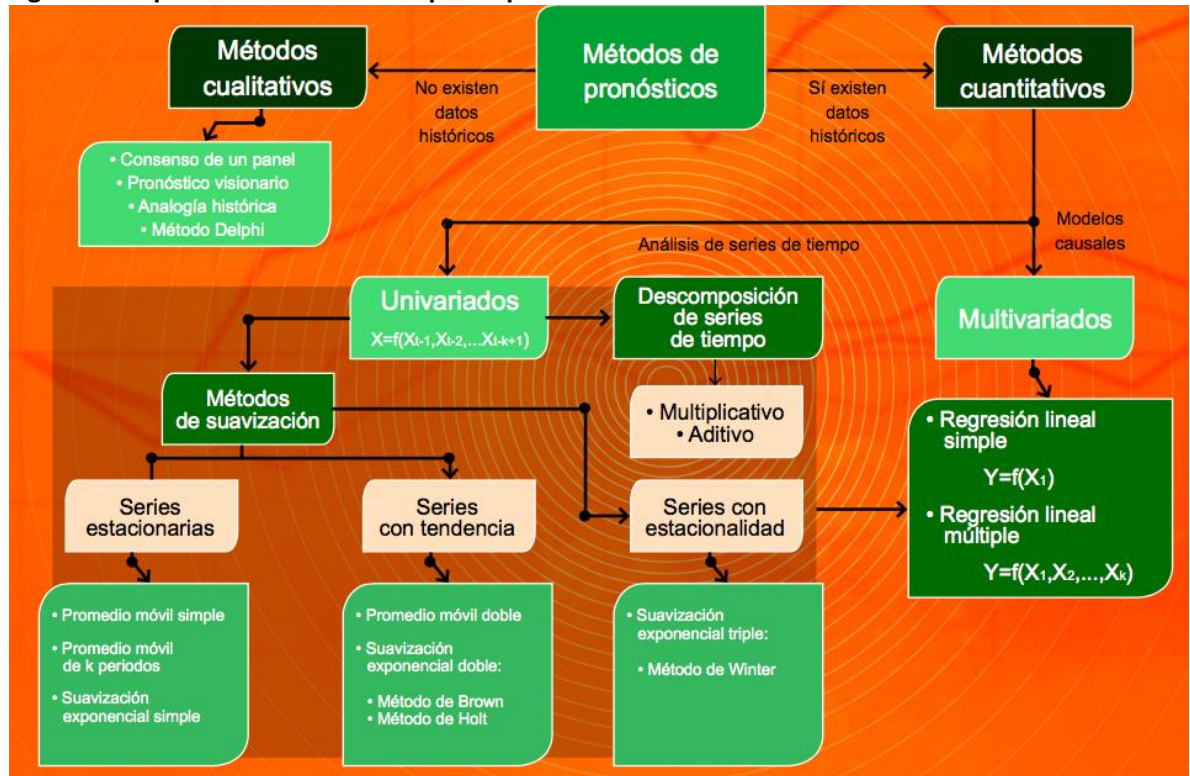 Métodos
cualitativos
No existen
datos
históricos
Métodos de
pronósticos
Sí existen
datos
históricos
Métodos
cuantitativos
• Consenso de un panel
• Pronóstico visionario
• Analogía histórica
• Método Delphi
Análisis de series de tiempo
Modelos
causales
Univariados
X=f(Xt-1,Xt-2,...Xt-k+1)
Descomposición
de series
de tiempo
Multivariados
Métodos
de suavización
• Multiplicativo
• Aditivo
• Regresión lineal
simple
Y=f(X1)
• Regresión lineal
múltiple
Y=f(X1,X2,...,Xk)
Series
estacionarias
Series
con tendencia
Series con
estacionalidad
• Promedio móvil simple
• Promedio móvil
de k periodos
• Suavización
exponencial simple
• Promedio móvil doble
• Suavización
exponencial doble:
• Método de Brown
• Método de Holt
• Suavización
exponencial triple:
• Método de Winter